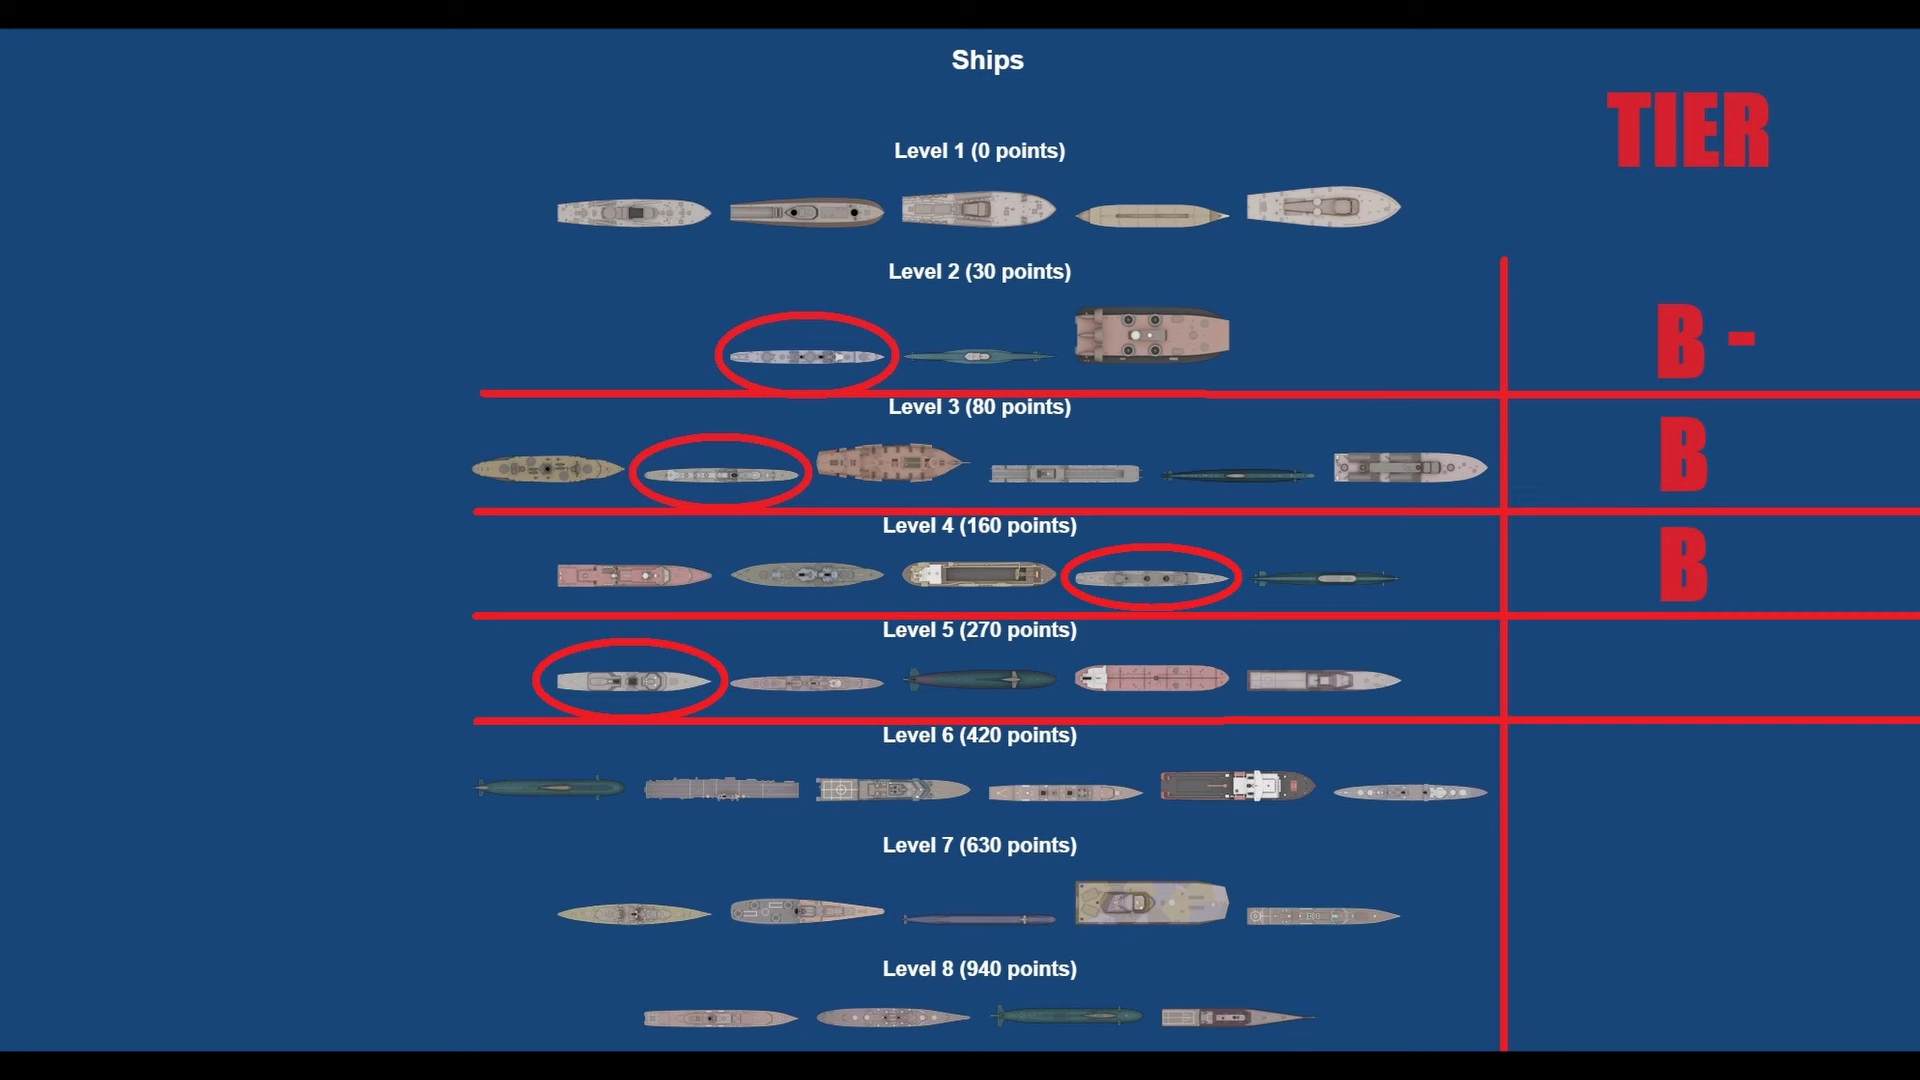 Ships
TIER
Level 1 (0 points)
Level 2 (30 points)
B -
Level 3 (80 points)
B
Level 4 (160 points)
B
Level 5 (270 points)
Level 6 (420 points)
Level 7 (630 points)
Level 8 (940 points)